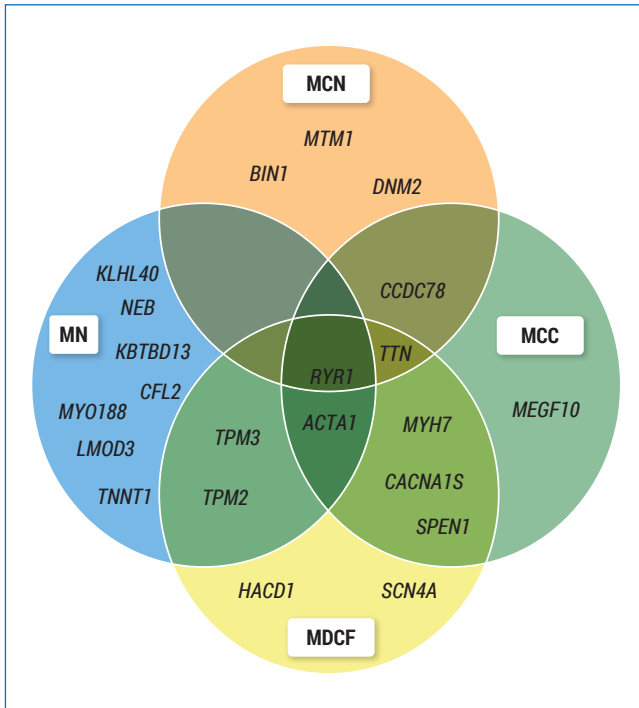 MCN
MTM1
BIN1
DNM2
KLHL40
CCDC78
NEB
MN
MCC
KBTBD13
TTN
RYR1
CFL2
MYO188
MEGF10
ACTA1
MYH7
TPM3
LMOD3
CACNA1S
TNNT1
TPM2
SPEN1
HACD1
SCN4A
MDCF